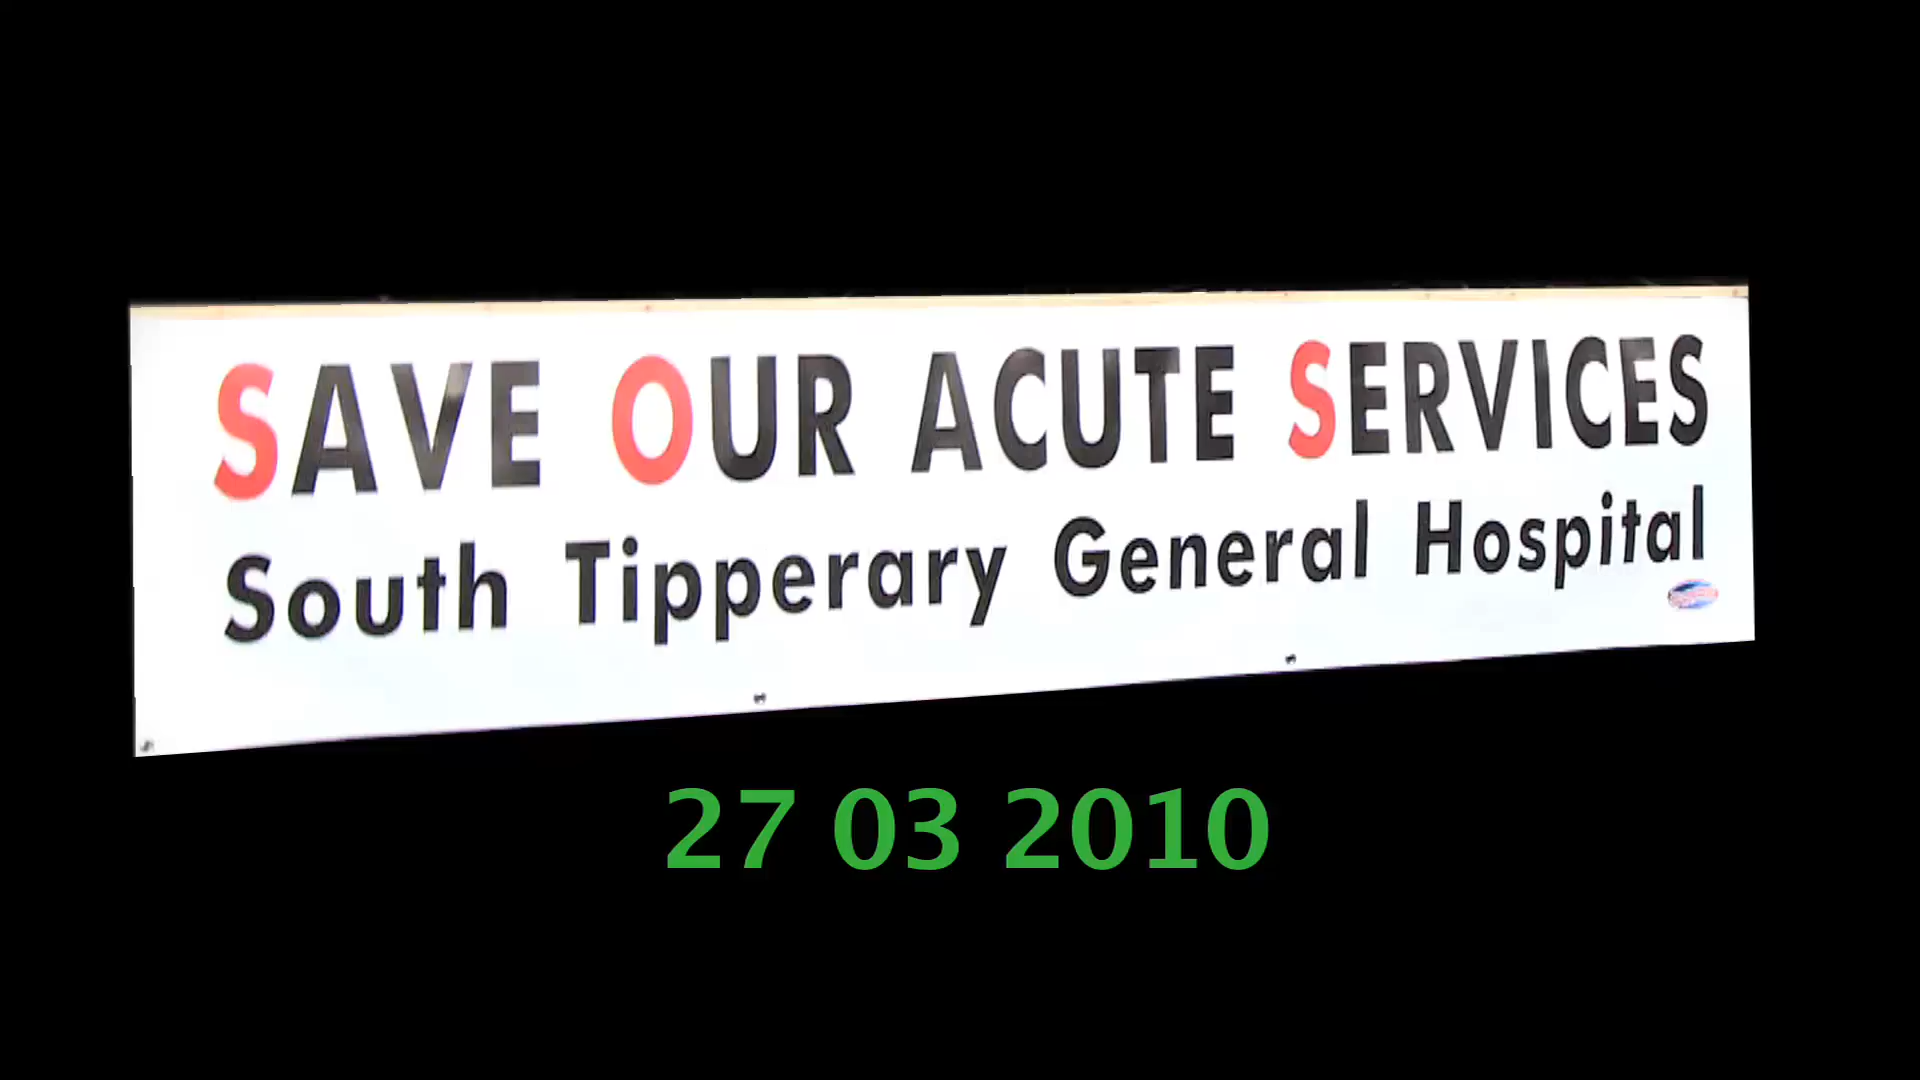 SAVE OUR ACUTE SERVICES
South Tipperary General Hospital
27 03 2010